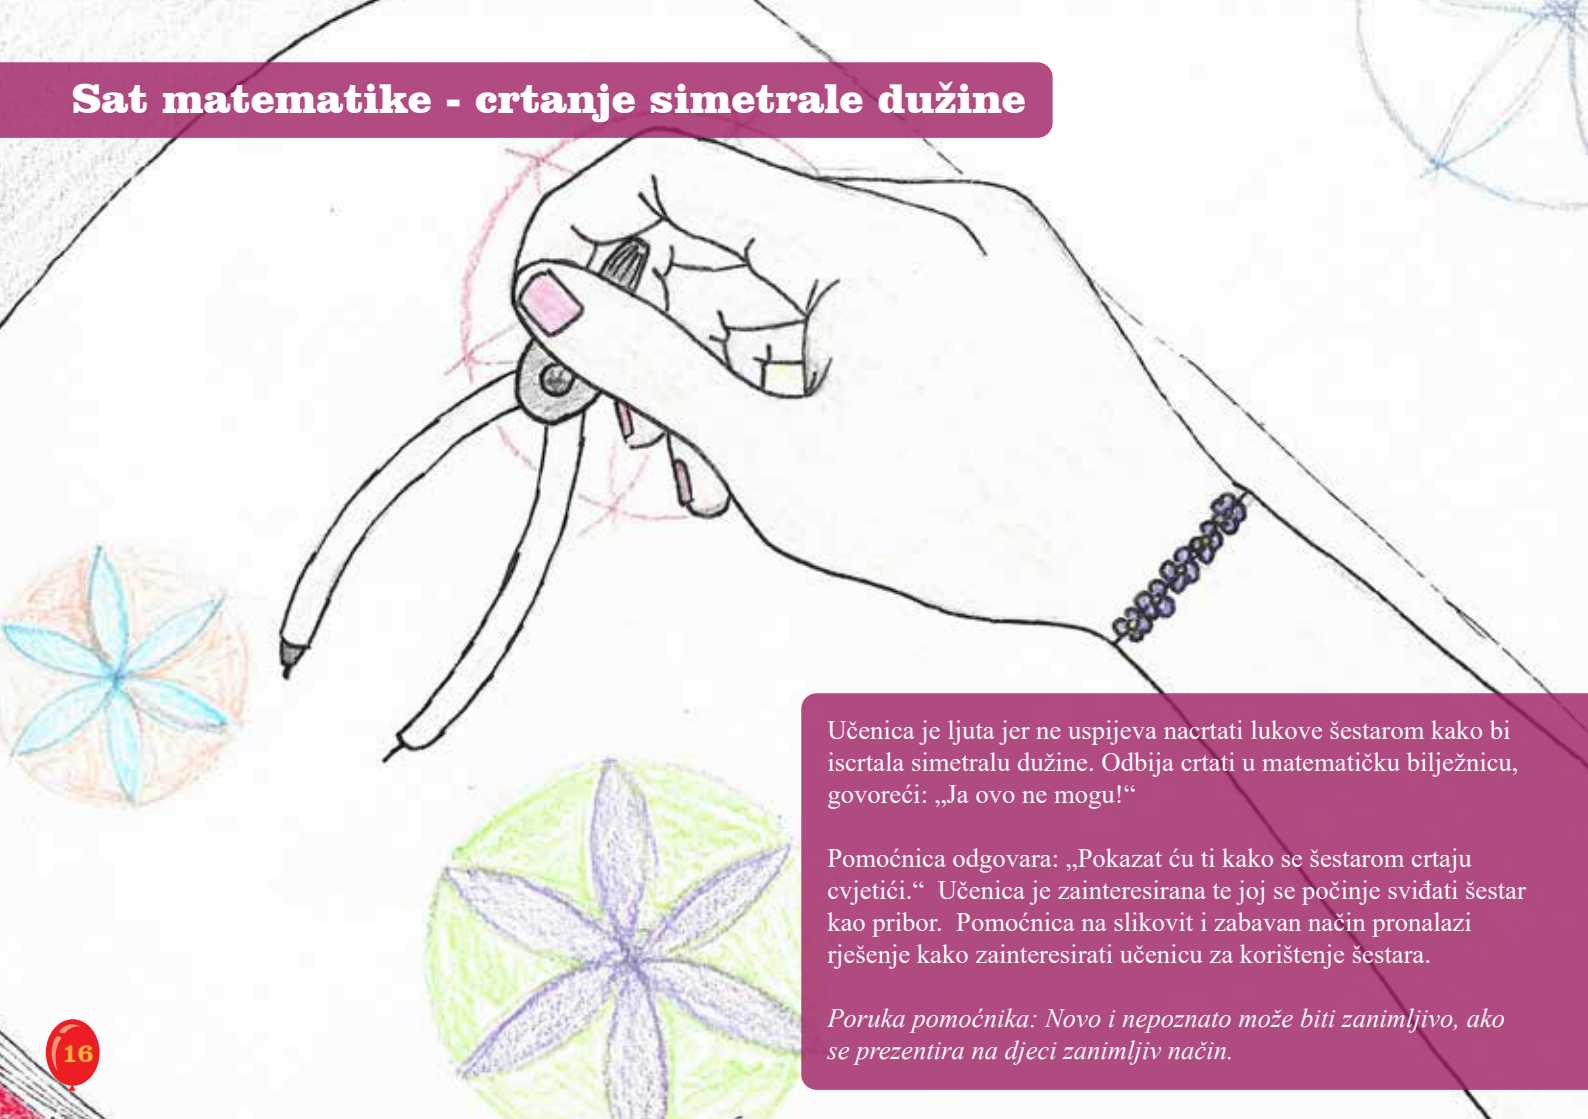 Sat matematike - crtanje simetrale dužine
Učenica je ljuta jer ne uspijeva nacrtati lukove šestarom kako bi
iscrtala simetralu dužine. Odbija crtati u matematičku bilježnicu,
govoreći: „Ja ovo ne mogu!“
Pomoćnica odgovara: „Pokazat ću ti kako se šestarom crtaju
cvjetići.“ Učenica je zainteresirana te joj se počinje sviđati šestar
kao pribor. Pomoćnica na slikovit i zabavan način pronalazi
rješenje kako zainteresirati učenicu za korištenje šestara.
Poruka pomoćnika: Novo i nepoznato može biti zanimljivo, ako
se prezentira na djeci zanimljiv način.
16